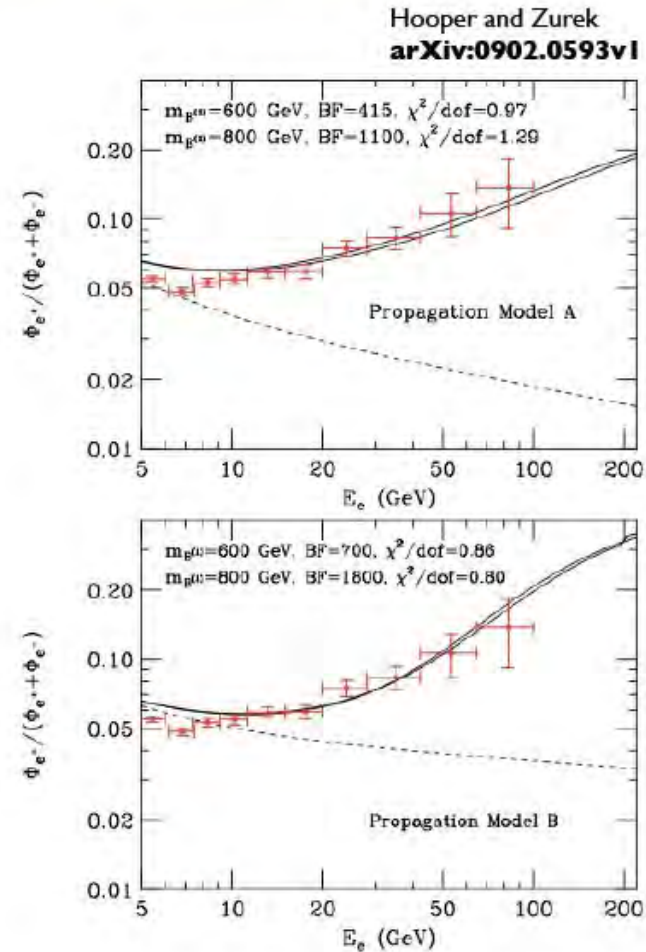 Hooper and Zurek
arXiv:0902.0593v1
m_B(1)=600 GeV, BF=415, χ²/dof=0.97
m_B(1)=800 GeV, BF=1100, χ²/dof=1.29
0.20
0.10
0.05
0.02
0.01
Φe⁺/(Φe⁺+Φe⁻)
Propagation Model A
5 10 20 50 100 200
E_e (GeV)
m_B(1)=600 GeV, BF=700, χ²/dof=0.86
m_B(1)=800 GeV, BF=1800, χ²/dof=0.80
0.20
0.10
0.05
0.02
0.01
Φe⁺/(Φe⁺+Φe⁻)
Propagation Model B
5 10 20 50 100 200
E_e (GeV)